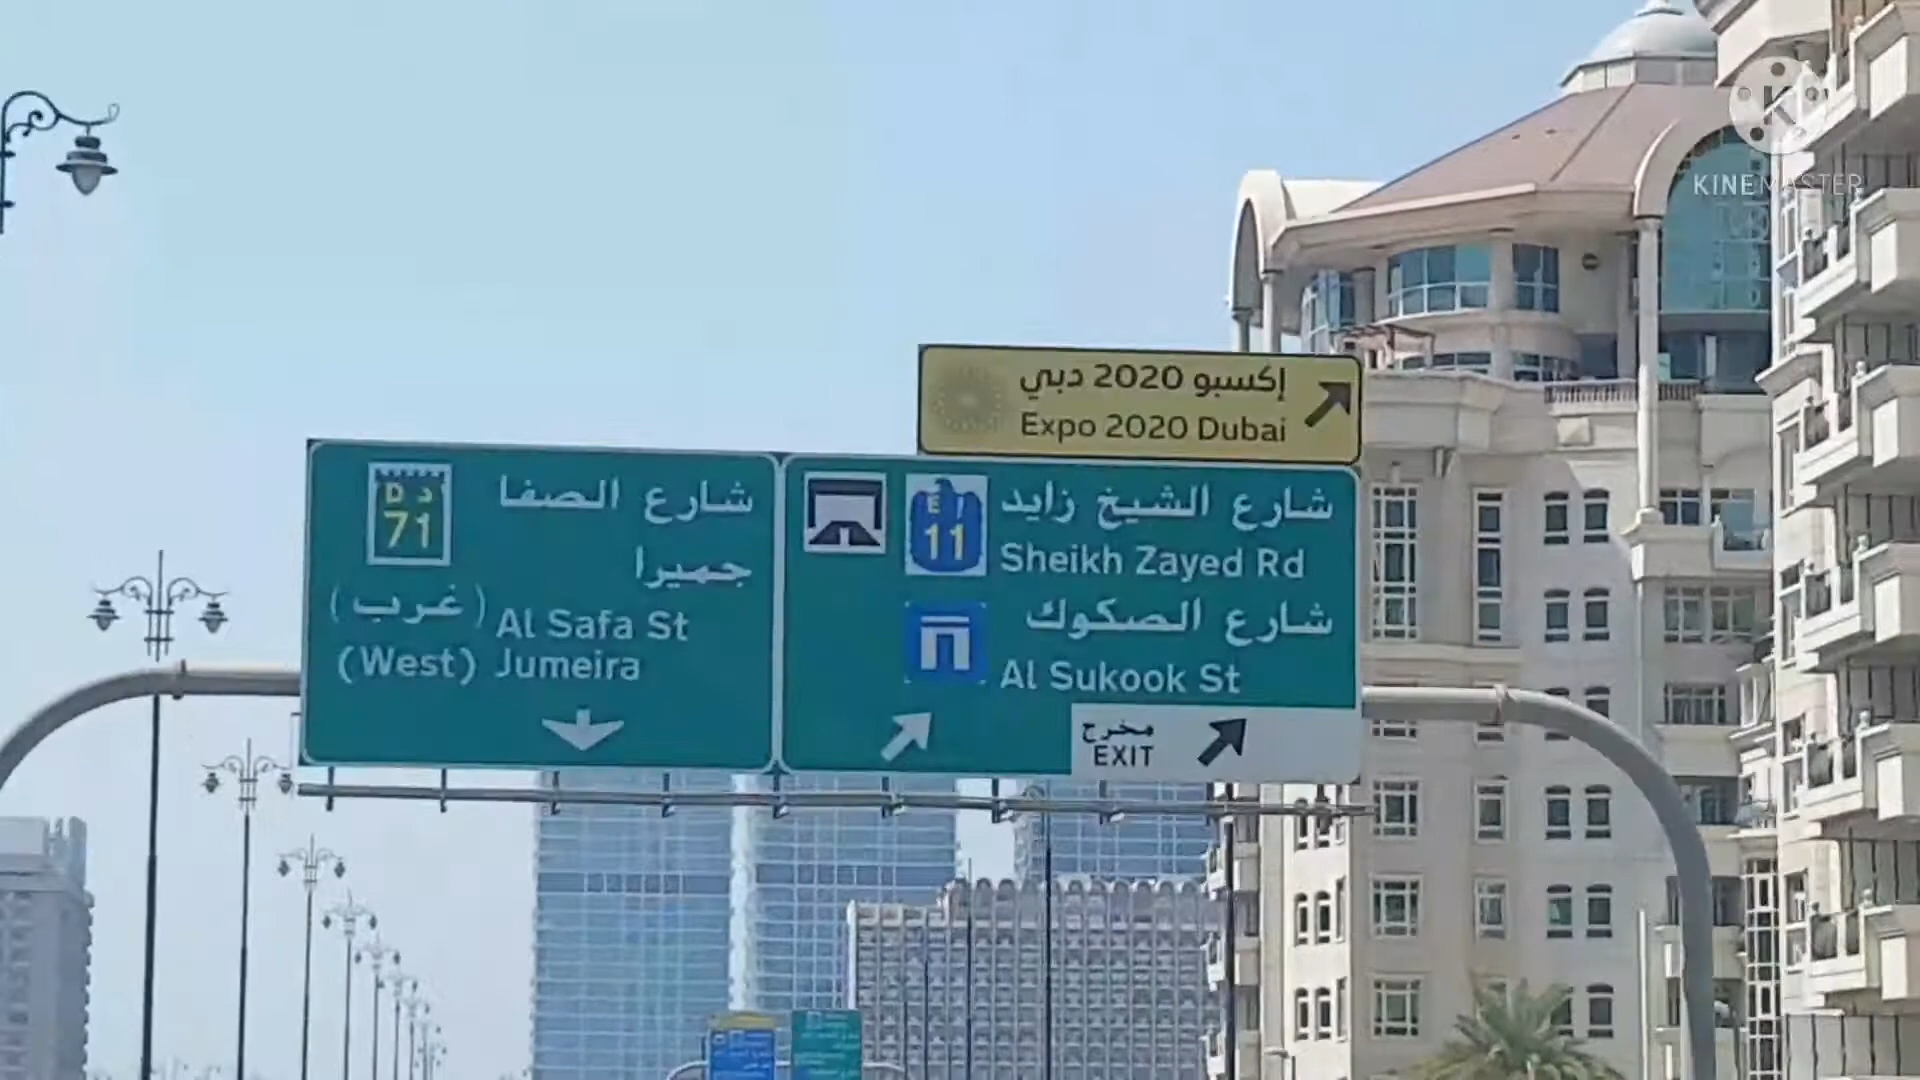 إكسبو 2020 دبي
Expo 2020 Dubai
D د
71
شارع الصفا
جميرا
(غرب)
(West)
Al Safa St
Jumeira
E
11
شارع الشيخ زايد
Sheikh Zayed Rd
شارع الصكوك
Al Sukook St
مخرج
EXIT
K
KINEMASTER